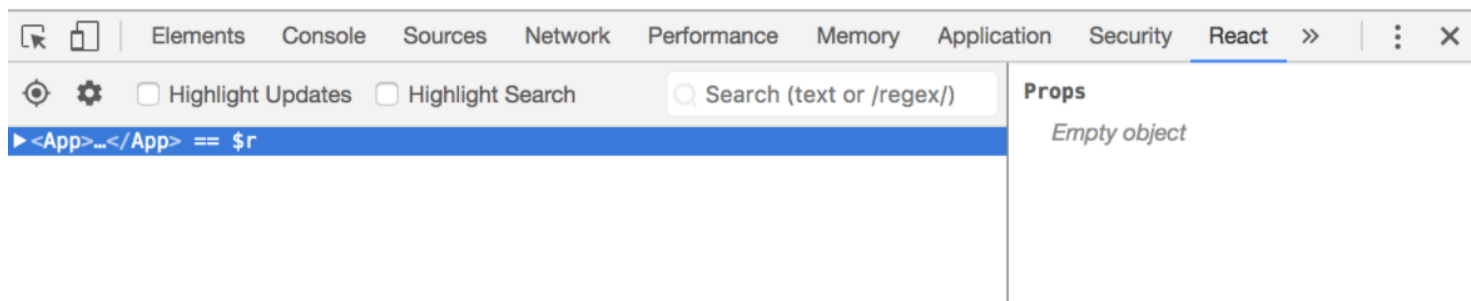 Elements Console Sources Network Performance Memory Application Security React »
Highlight Updates Highlight Search Search (text or /regex/) Props
▶<App>…</App> == $r Empty object